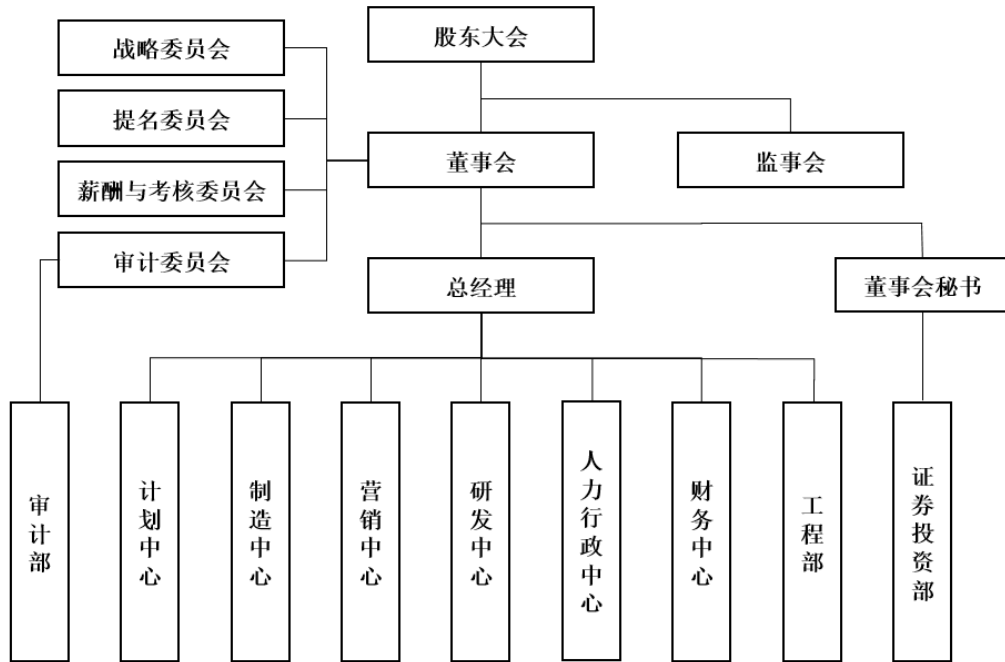 战略委员会
股东大会
提名委员会
董事会
监事会
薪酬与考核委员会
审计委员会
总经理
董事会秘书
审计部
计划中心
制造中心
营销中心
研发中心
人力行政中心
财务中心
工程部
证券投资部